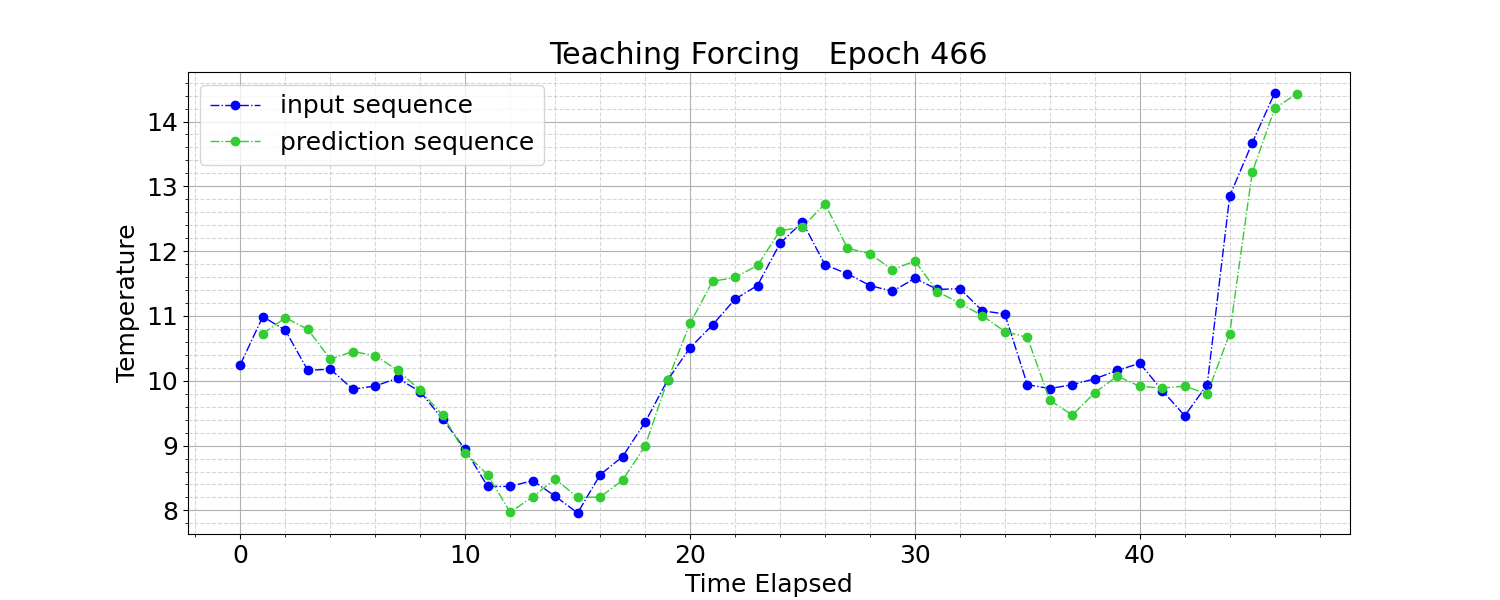 Teaching Forcing   Epoch 466
input sequence
prediction sequence
14
13
12
11
10
9
8
Temperature
0 10 20 30 40
Time Elapsed